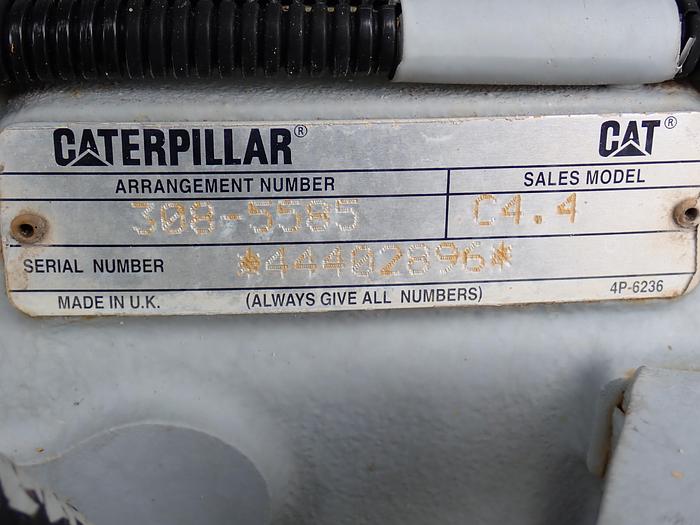 CATERPILLAR® CAT®
ARRANGEMENT NUMBER SALES MODEL
308-5585 C4.4
SERIAL NUMBER *44402896*
MADE IN U.K. (ALWAYS GIVE ALL NUMBERS) 4P-6236